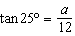 tan 25° = a/12